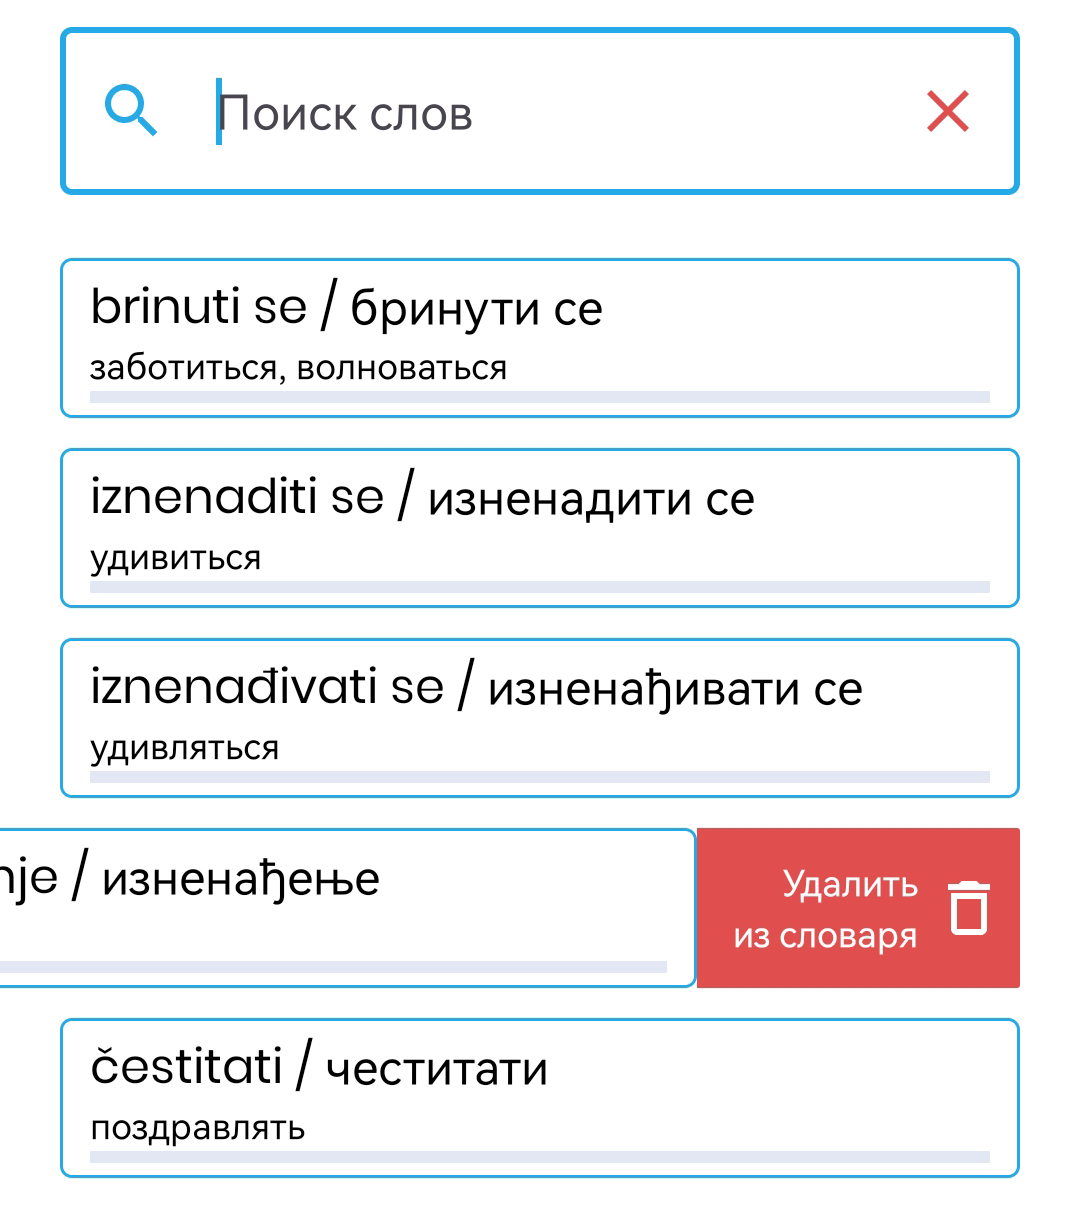 Поиск слов
brinuti se / бринути се
заботиться, волноваться
iznenaditi se / изненадити се
удивиться
iznenađivati se / изненађивати се
удивляться
nje / изненађење
Удалить
из словаря
čestitati / честитати
поздравлять